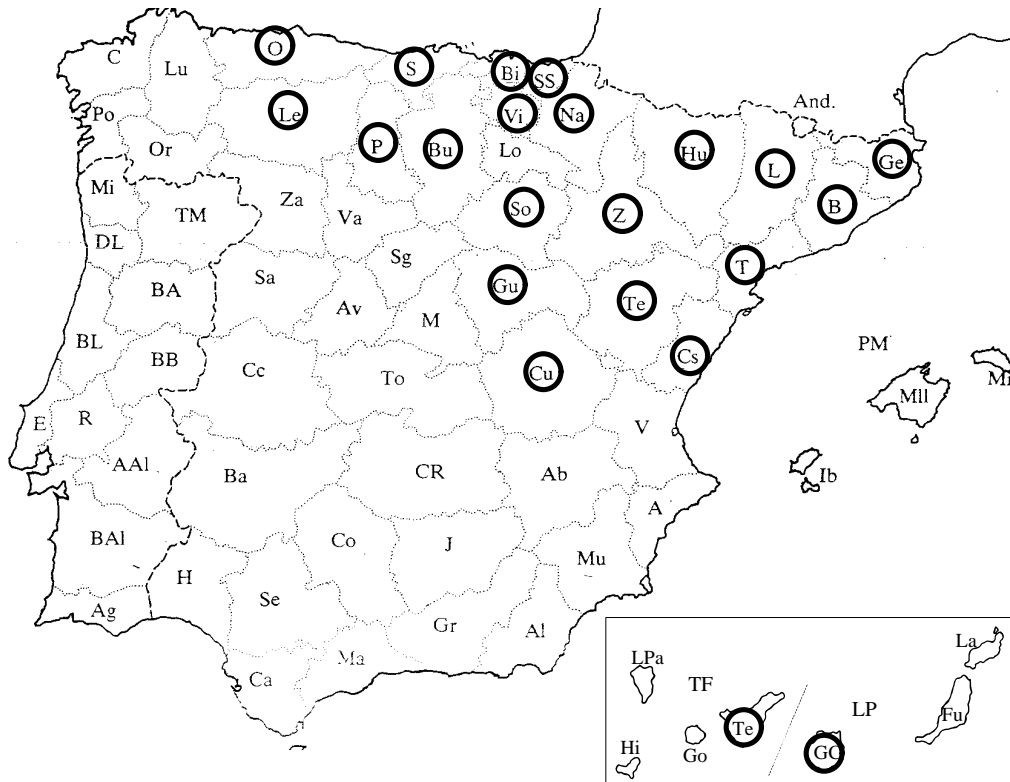 O
C
S
Bi
SS
Lu
And.
Po
Le
Vi
Na
P
Bu
Lo
Hu
Or
L
Ge
Mi
Za
Va
So
Z
B
TM
DL
Sg
T
BA
Sa
Av
Gu
Te
M
BL
BB
Cc
To
Cu
Cs
PM
Mll
Mi
E
R
V
AAl
Ba
CR
Ab
Ib
A
BAl
Co
J
Mu
H
Se
Ag
Gr
Al
Ma
Ca
La
LPa
TF
LP
Fu
Te
Hi
Go
GC